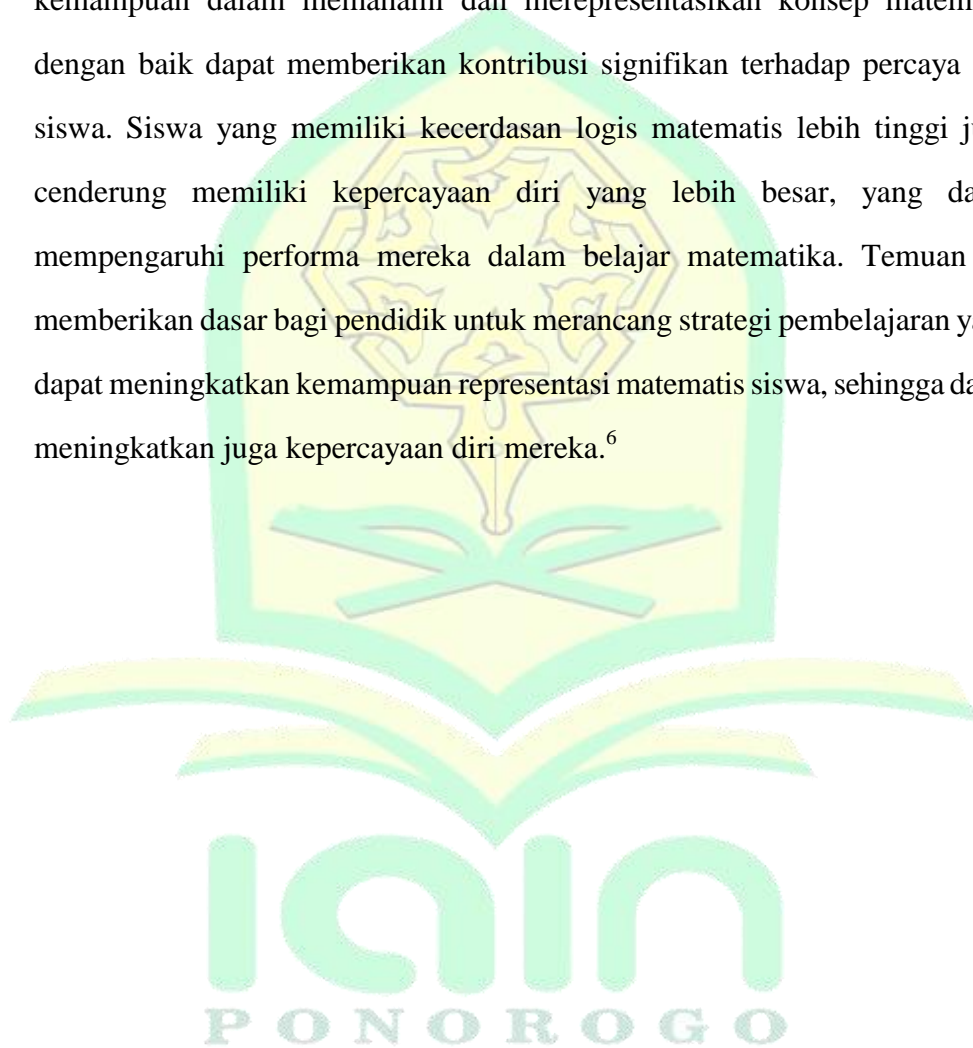 kemampuan dalam memahami dan merepresentasikan konsep
dengan baik dapat memberikan kontribusi signifikan terhadap percaya
siswa. Siswa yang memiliki kecerdasan logis matematis lebih tinggi
cenderung memiliki kepercayaan diri yang lebih besar, yang
mempengaruhi performa mereka dalam belajar matematika. Temuan
memberikan dasar bagi pendidik untuk merancang strategi pembelajaran
dapat meningkatkan kemampuan representasi matematis siswa, sehingga
meningkatkan juga kepercayaan diri mereka.6
iain
PONOROGO